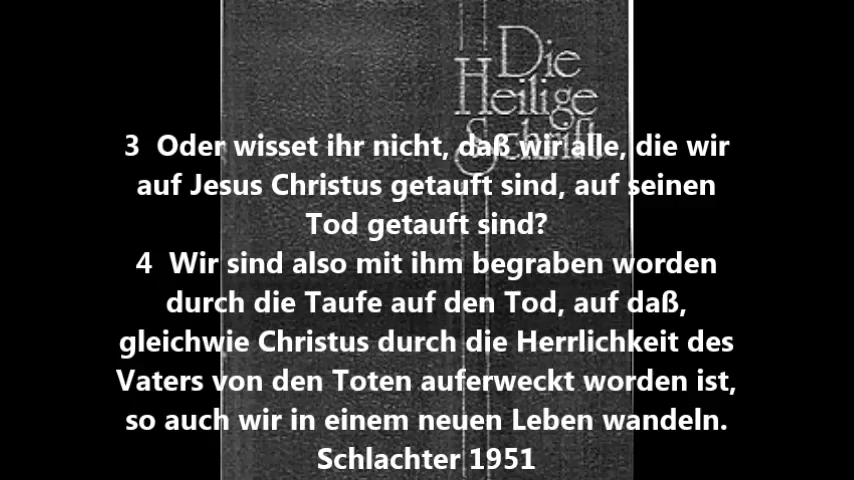 Die
Heilige
Schrift
3  Oder wisset ihr nicht, daß wir alle, die wir
auf Jesus Christus getauft sind, auf seinen
Tod getauft sind?
4  Wir sind also mit ihm begraben worden
durch die Taufe auf den Tod, auf daß,
gleichwie Christus durch die Herrlichkeit des
Vaters von den Toten auferweckt worden ist,
so auch wir in einem neuen Leben wandeln.
Schlachter 1951